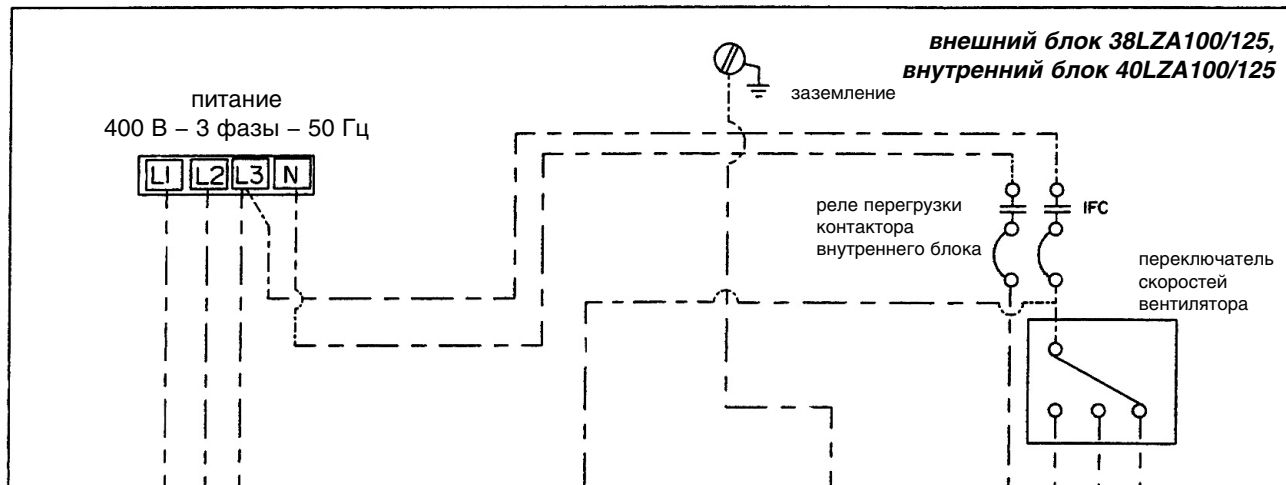 внешний блок 38LZA100/125,
внутренний блок 40LZA100/125
заземление
питание
400 В – 3 фазы – 50 Гц
L1 L2 L3 N
реле перегрузки
контактора
внутреннего блока
IFC
переключатель
скоростей
вентилятора